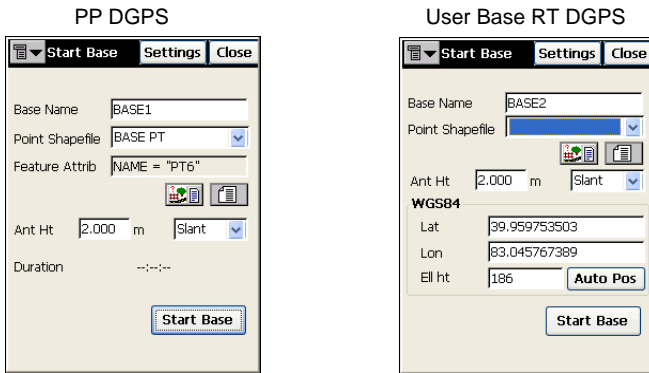 PP DGPS
Start Base Settings Close
Base Name BASE1
Point Shapefile BASE PT
Feature Attrib NAME = "PT6"
Ant Ht 2.000 m Slant
Duration --:--:--
Start Base
User Base RT DGPS
Start Base Settings Close
Base Name BASE2
Point Shapefile
Ant Ht 2.000 m Slant
WGS84
Lat 39.959753503
Lon 83.045767389
Ell ht 186 Auto Pos
Start Base